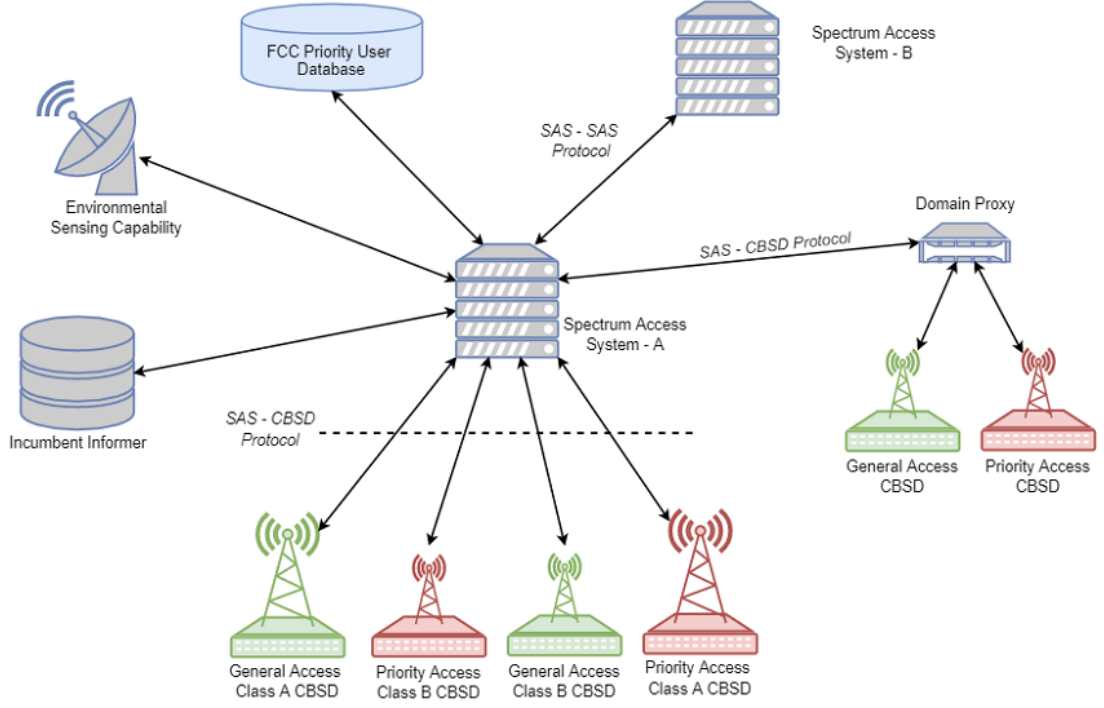 FCC Priority User
Database
Spectrum Access
System - B
SAS - SAS
Protocol
Environmental
Sensing Capability
Domain Proxy
SAS - CBSD Protocol
Spectrum Access
System - A
Incumbent Informer
SAS - CBSD
Protocol
General Access
CBSD
Priority Access
CBSD
General Access
Class A CBSD
Priority Access
Class B CBSD
General Access
Class B CBSD
Priority Access
Class A CBSD